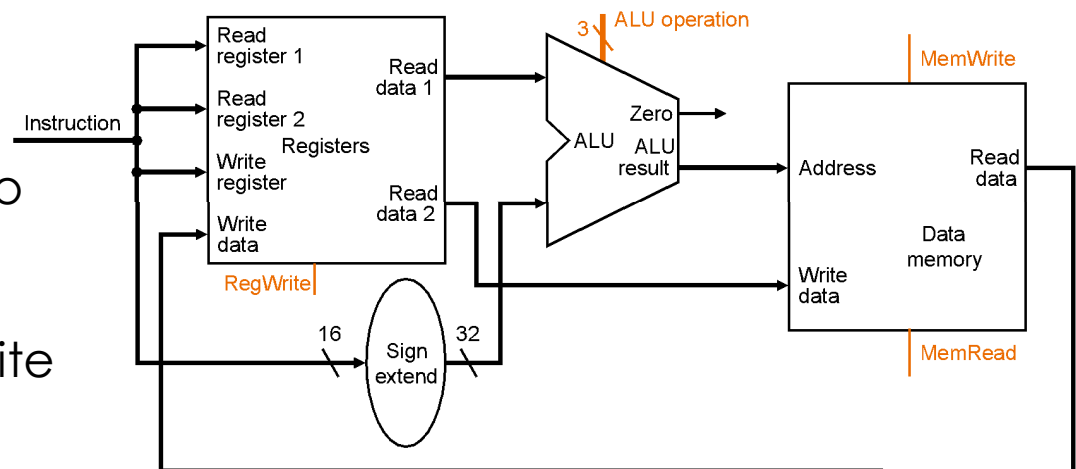 Read
register 1
Read
register 2
Registers
Write
register
Write
data
Read
data 1
Read
data 2
Instruction
RegWrite
3
ALU operation
Zero
ALU
ALU
result
MemWrite
Address
Read
data
Data
memory
Write
data
MemRead
16
Sign
extend
32
o
ite